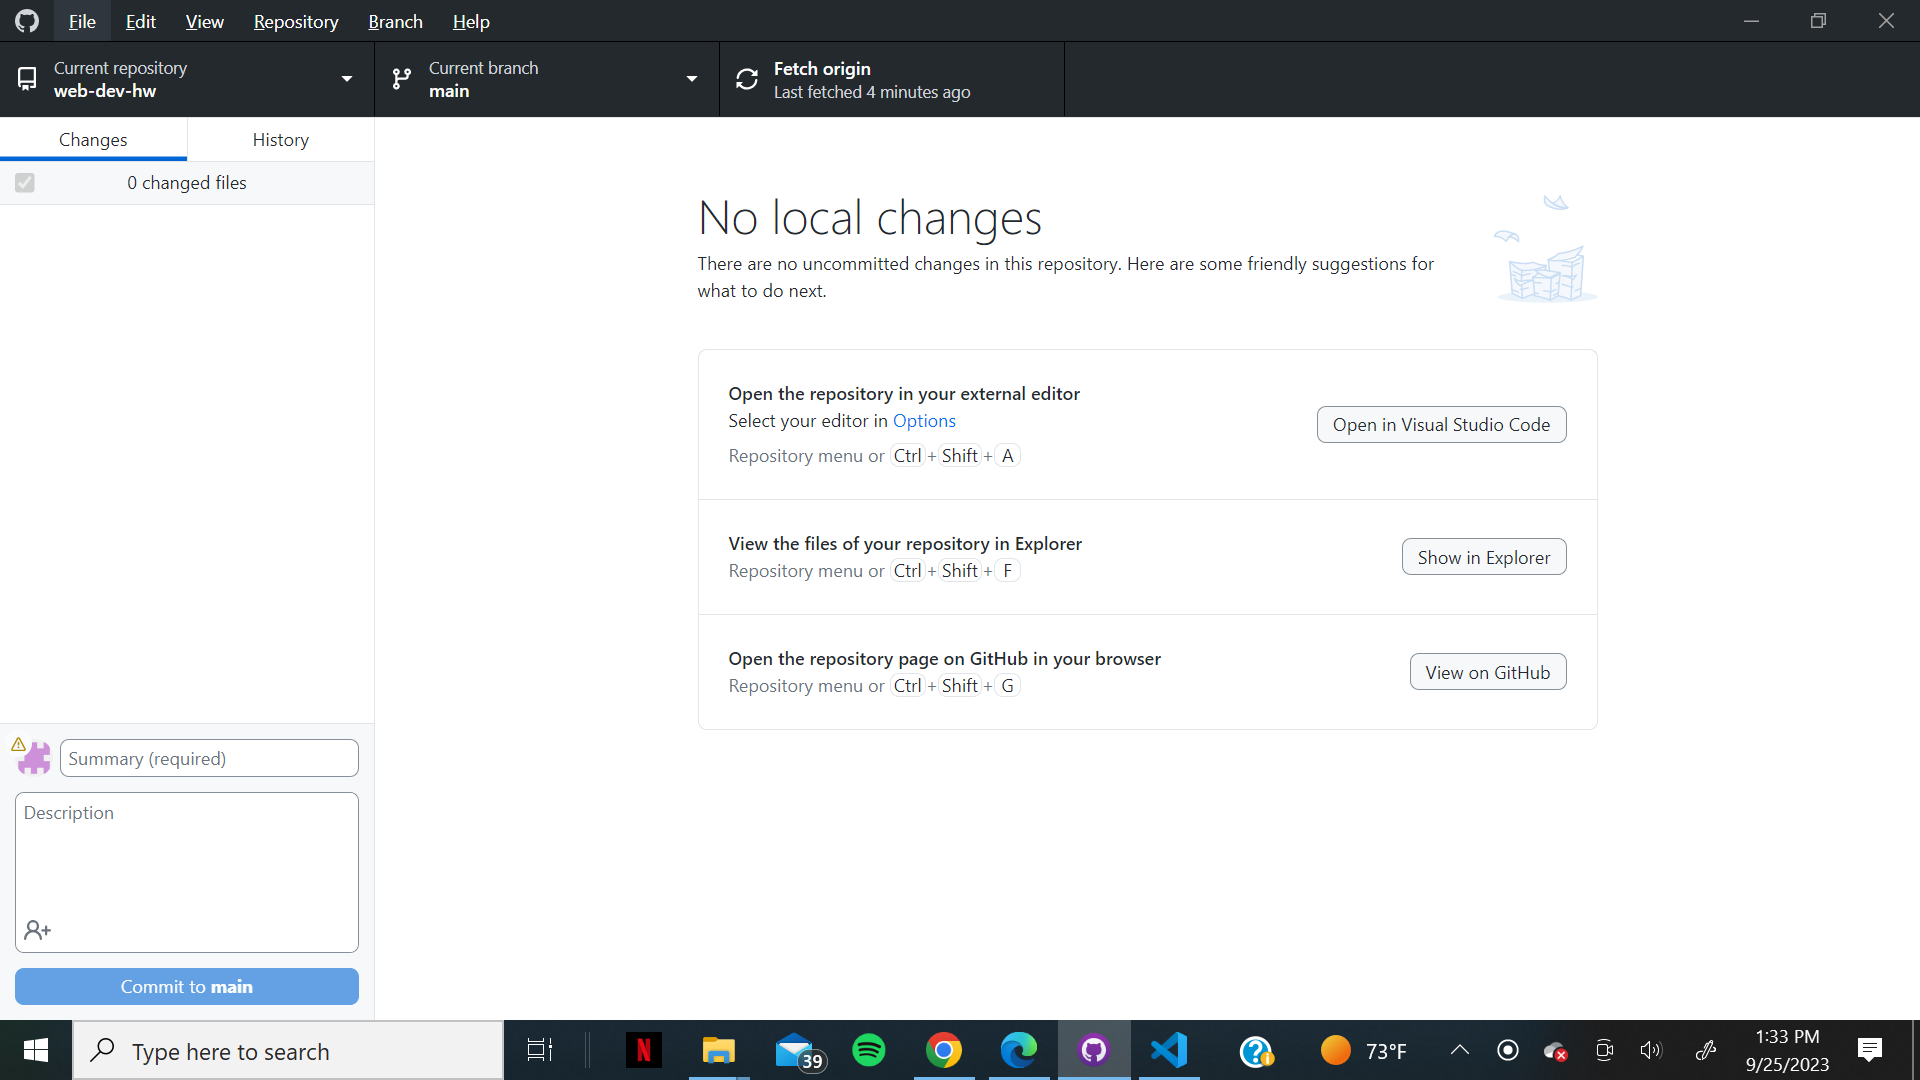 File Edit View Repository Branch Help
Current repository
web-dev-hw
Current branch
main
Fetch origin
Last fetched 4 minutes ago
Changes
History
0 changed files
No local changes
There are no uncommitted changes in this repository. Here are some friendly suggestions for
what to do next.
Open the repository in your external editor
Select your editor in Options
Repository menu or Ctrl + Shift + A
Open in Visual Studio Code
View the files of your repository in Explorer
Repository menu or Ctrl + Shift + F
Show in Explorer
Open the repository page on GitHub in your browser
Repository menu or Ctrl + Shift + G
View on GitHub
Summary (required)
Description
Commit to main
Type here to search
N
39
73°F
1:33 PM
9/25/2023